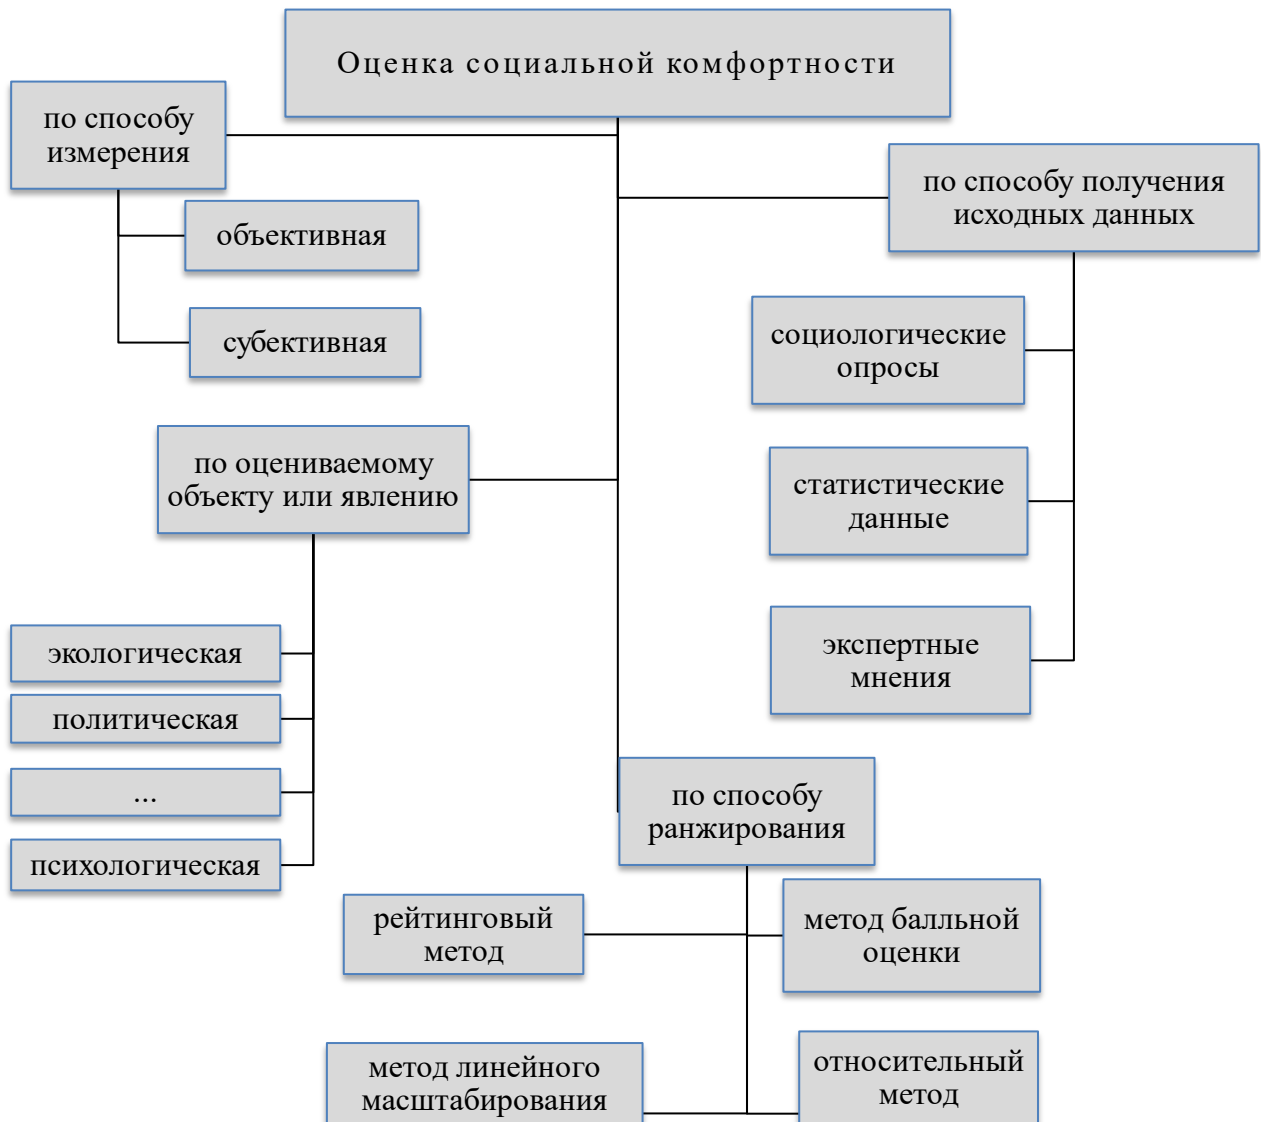 Оценка социальной комфортности
по способу
измерения
объективная
субективная
по способу получения
исходных данных
социологические
опросы
статистические
данные
экспертные
мнения
по оцениваемому
объекту или явлению
экологическая
политическая
...
психологическая
по способу
ранжирования
рейтинговый
метод
метод балльной
оценки
метод линейного
масштабирования
относительный
метод